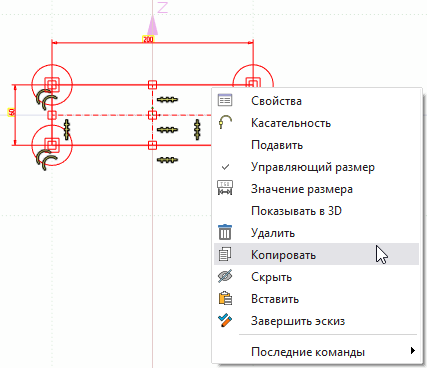 Z
200
60
Свойства
Касательность
Подавить
Управляющий размер
Значение размера
Показывать в 3D
Удалить
Копировать
Скрыть
Вставить
Завершить эскиз
Последние команды